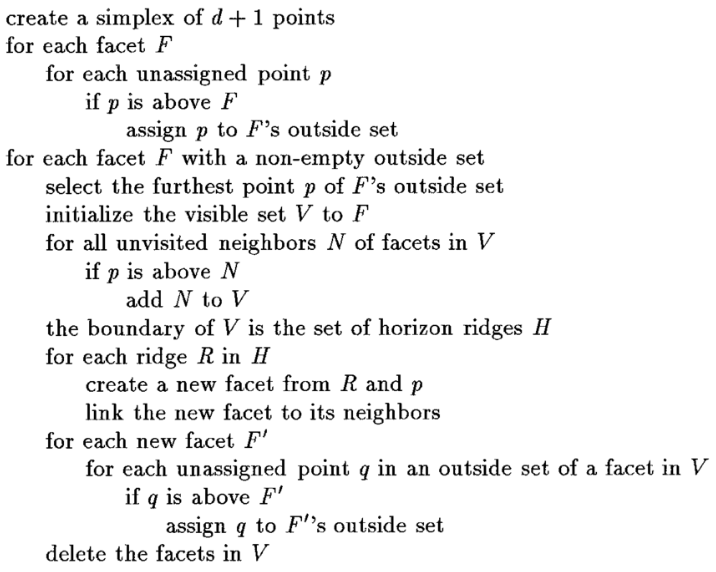 create a simplex of d + 1 points
for each facet F
for each unassigned point p
if p is above F
assign p to F's outside set
for each facet F with a non-empty outside set
select the furthest point p of F's outside set
initialize the visible set V to F
for all unvisited neighbors N of facets in V
if p is above N
add N to V
the boundary of V is the set of horizon ridges H
for each ridge R in H
create a new facet from R and p
link the new facet to its neighbors
for each new facet F′
for each unassigned point q in an outside set of a facet in V
if q is above F′
assign q to F′'s outside set
delete the facets in V